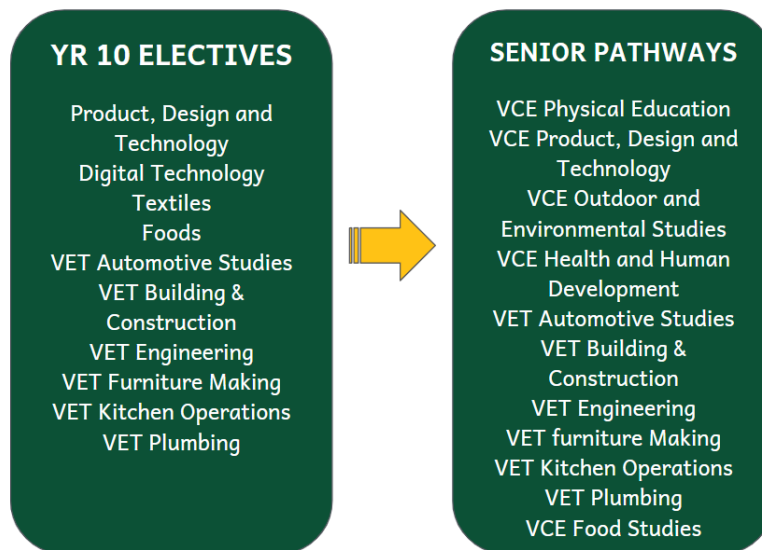 YR 10 ELECTIVES
Product, Design and
Technology
Digital Technology
Textiles
Foods
VET Automotive Studies
VET Building &
Construction
VET Engineering
VET Furniture Making
VET Kitchen Operations
VET Plumbing
SENIOR PATHWAYS
VCE Physical Education
VCE Product, Design and
Technology
VCE Outdoor and
Environmental Studies
VCE Health and Human
Development
VET Automotive Studies
VET Building &
Construction
VET Engineering
VET furniture Making
VET Kitchen Operations
VET Plumbing
VCE Food Studies